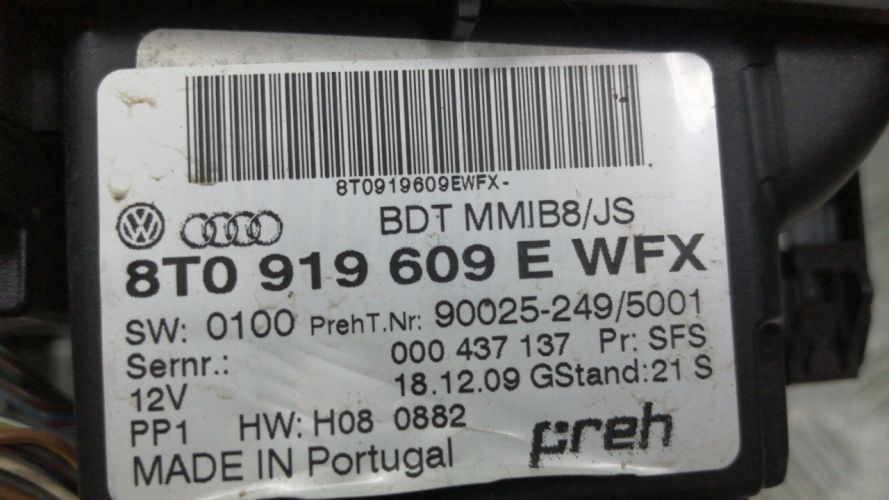 8T0919609EWFX-
BDT MMIB8/JS
8T0 919 609 E WFX
SW: 0100 PrehT.Nr: 90025-249/5001
Sernr.: 000 437 137 Pr: SFS
12V 18.12.09 GStand:21 S
PP1 HW: H08 0882
preh
MADE IN Portugal